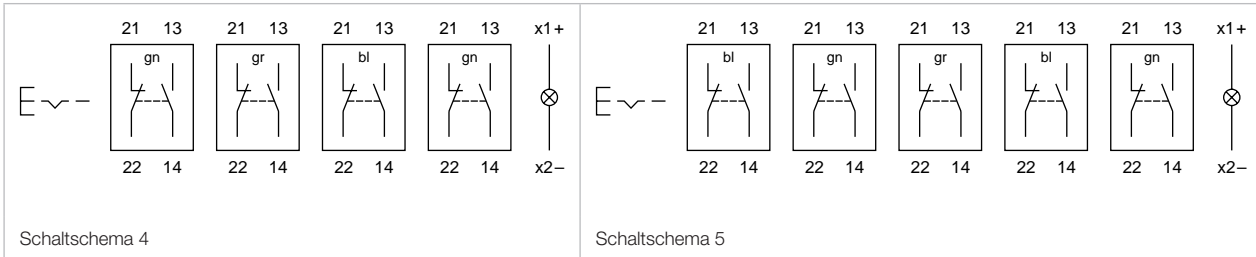 21 13 21 13 21 13 21 13 x1+
gn gr bl gn
22 14 22 14 22 14 22 14 x2–
Schaltschema 4
21 13 21 13 21 13 21 13 21 13 x1+
bl gn gr bl gn
22 14 22 14 22 14 22 14 22 14 x2–
Schaltschema 5